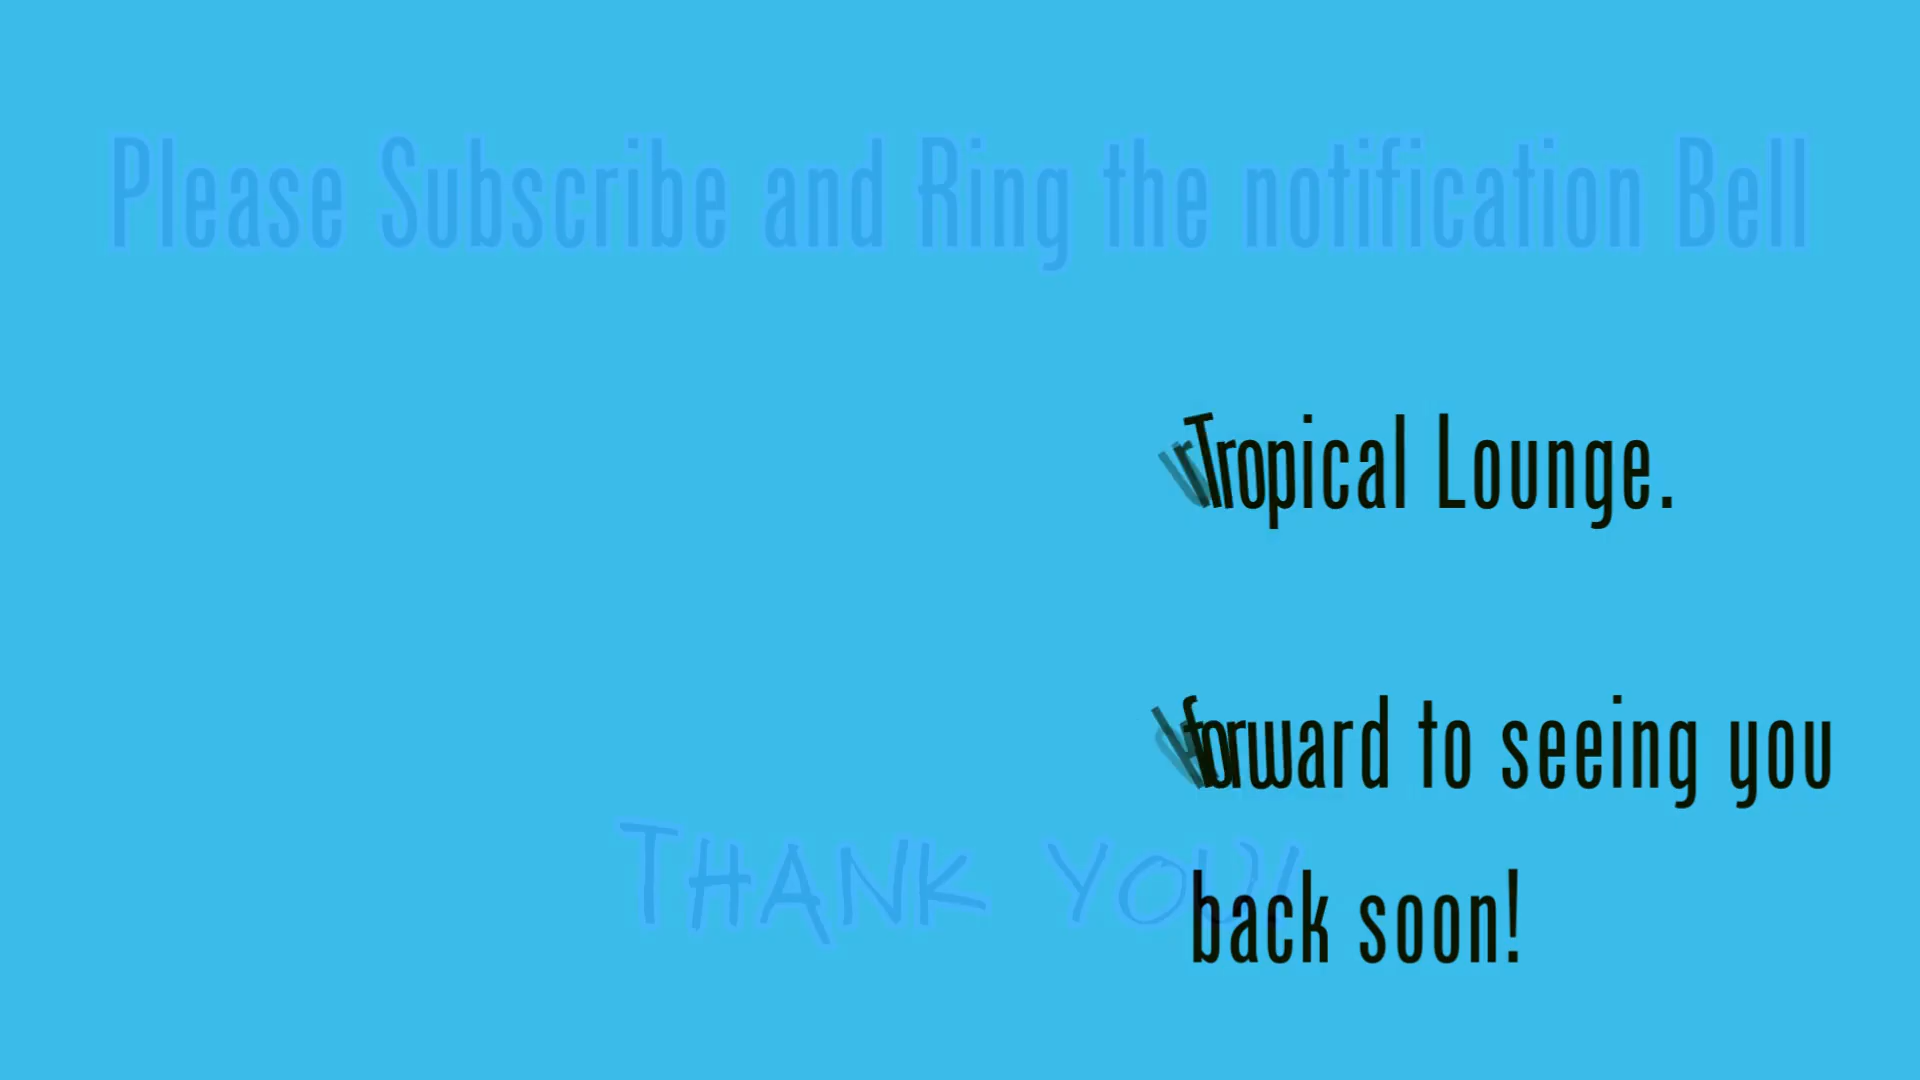 Please Subscribe and Ring the notification Bell
Tropical Lounge.
forward to seeing you
THANK YOU!
back soon!